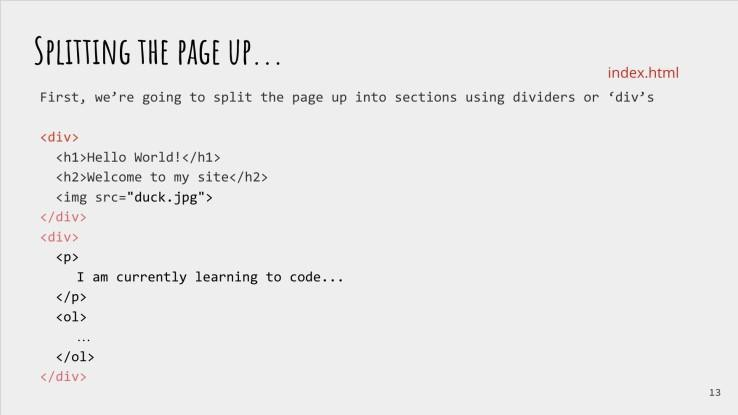 Splitting the page up...
index.html
First, we’re going to split the page up into sections using dividers or ‘div’s
<div>
<h1>Hello World!</h1>
<h2>Welcome to my site</h2>
<img src="duck.jpg">
</div>
<div>
<p>
I am currently learning to code...
</p>
<ol>
...
</ol>
</div>
13